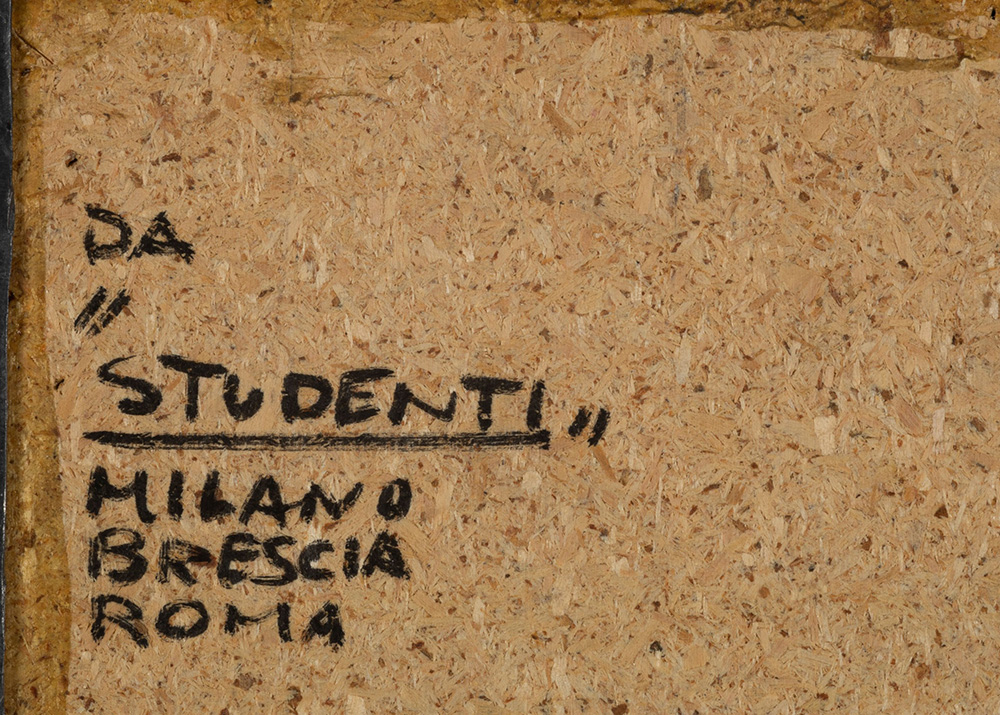 DA
"
STUDENTI"
MILANO
BRESCIA
ROMA